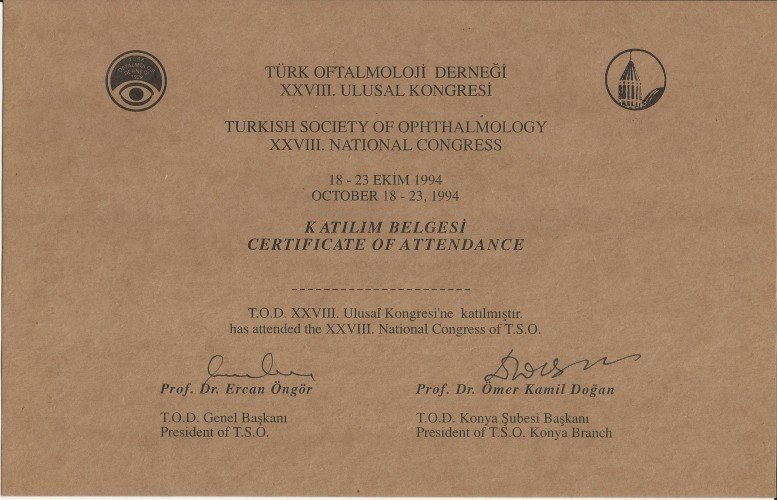 TÜRK
OFTALMOLOJİ
DERNEĞİ
TÜRK OFTALMOLOJİ DERNEĞİ
XXVIII. ULUSAL KONGRESİ
TURKISH SOCIETY OF OPHTHALMOLOGY
XXVIII. NATIONAL CONGRESS
18 - 23 EKİM 1994
OCTOBER 18 - 23, 1994
KATILIM BELGESİ
CERTIFICATE OF ATTENDANCE
T.O.D. XXVIII. Ulusal Kongresi'ne katılmıştır.
has attended the XXVIII. National Congress of T.S.O.
Prof. Dr. Ercan Öngör
T.O.D. Genel Başkanı
President of T.S.O.
Prof. Dr. Ömer Kamil Doğan
T.O.D. Konya Şubesi Başkanı
President of T.S.O. Konya Branch